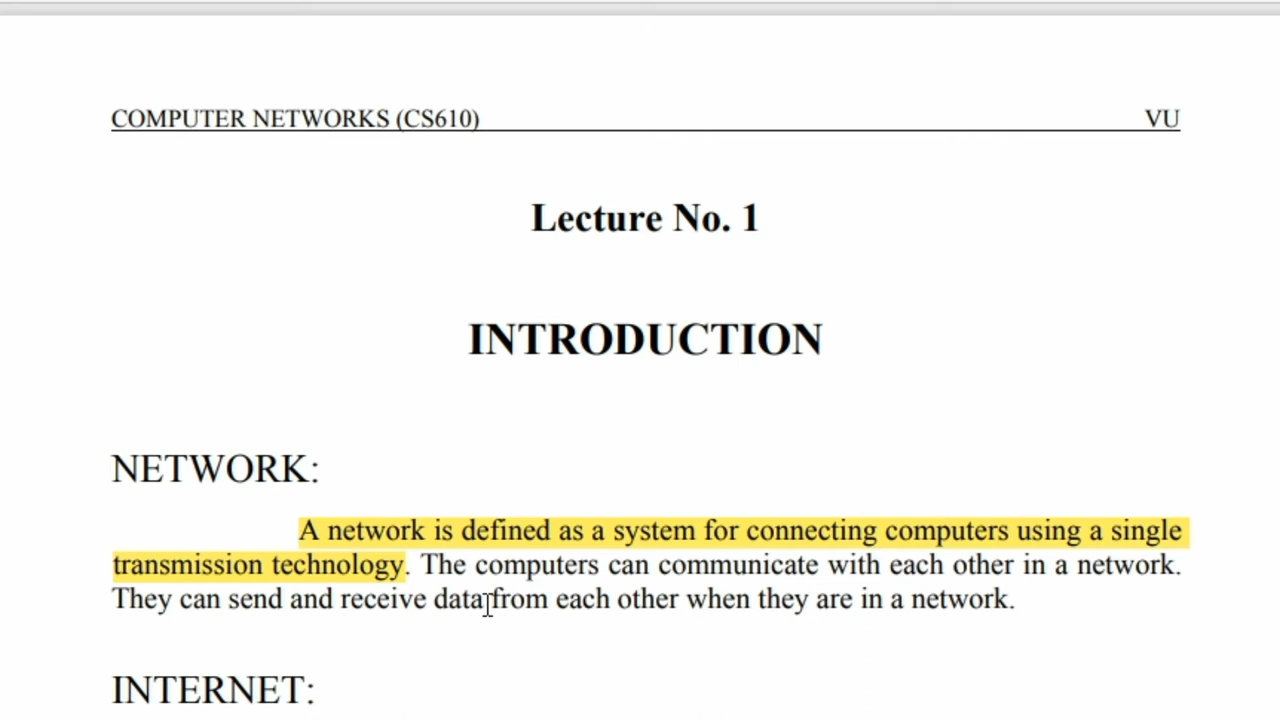 COMPUTER NETWORKS (CS610) VU
Lecture No. 1
INTRODUCTION
NETWORK:
A network is defined as a system for connecting computers using a single
transmission technology. The computers can communicate with each other in a network.
They can send and receive data from each other when they are in a network.
INTERNET: